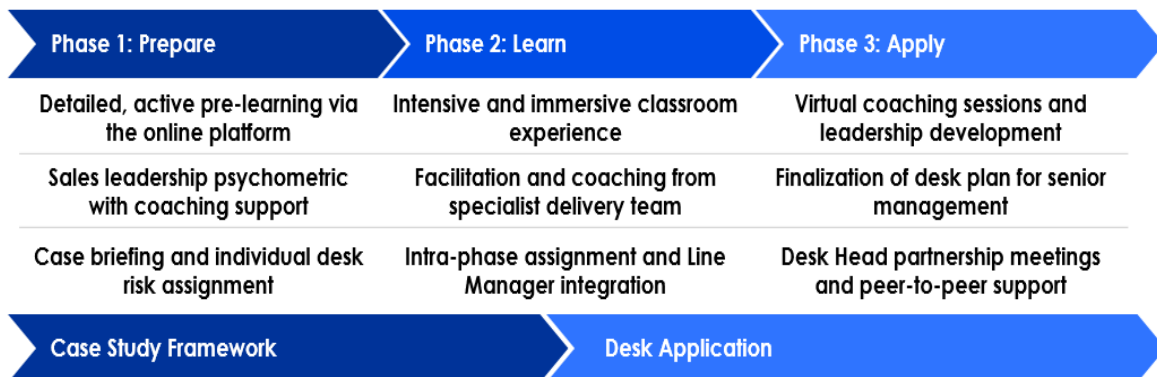 Phase 1: Prepare
Phase 2: Learn
Phase 3: Apply
Detailed, active pre-learning via
the online platform
Intensive and immersive classroom
experience
Virtual coaching sessions and
leadership development
Sales leadership psychometric
with coaching support
Facilitation and coaching from
specialist delivery team
Finalization of desk plan for senior
management
Case briefing and individual desk
risk assignment
Intra-phase assignment and Line
Manager integration
Desk Head partnership meetings
and peer-to-peer support
Case Study Framework
Desk Application